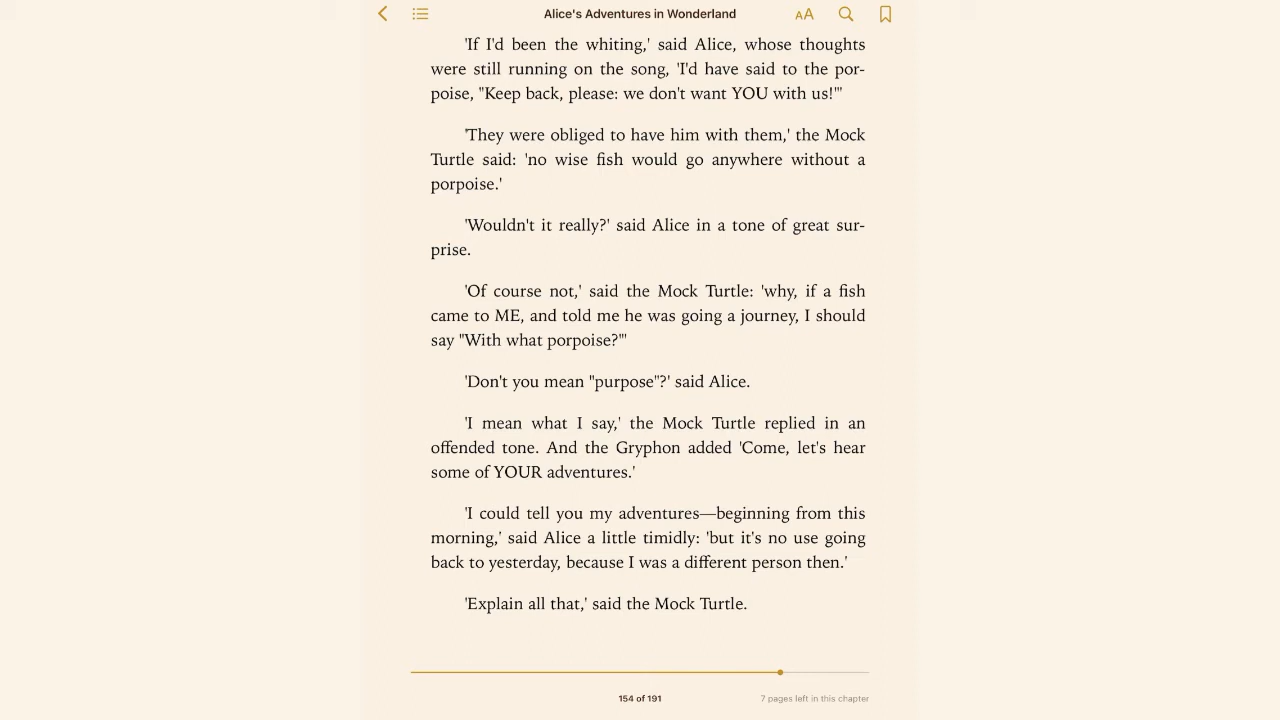 Alice's Adventures in Wonderland
AA
'If I'd been the whiting,' said Alice, whose thoughts
were still running on the song, 'I'd have said to the por-
poise, "Keep back, please: we don't want YOU with us!"'
'They were obliged to have him with them,' the Mock
Turtle said: 'no wise fish would go anywhere without a
porpoise.'
'Wouldn't it really?' said Alice in a tone of great sur-
prise.
'Of course not,' said the Mock Turtle: 'why, if a fish
came to ME, and told me he was going a journey, I should
say "With what porpoise?"'
'Don't you mean "purpose"?' said Alice.
'I mean what I say,' the Mock Turtle replied in an
offended tone. And the Gryphon added 'Come, let's hear
some of YOUR adventures.'
'I could tell you my adventures—beginning from this
morning,' said Alice a little timidly: 'but it's no use going
back to yesterday, because I was a different person then.'
'Explain all that,' said the Mock Turtle.
154 of 191
7 pages left in this chapter